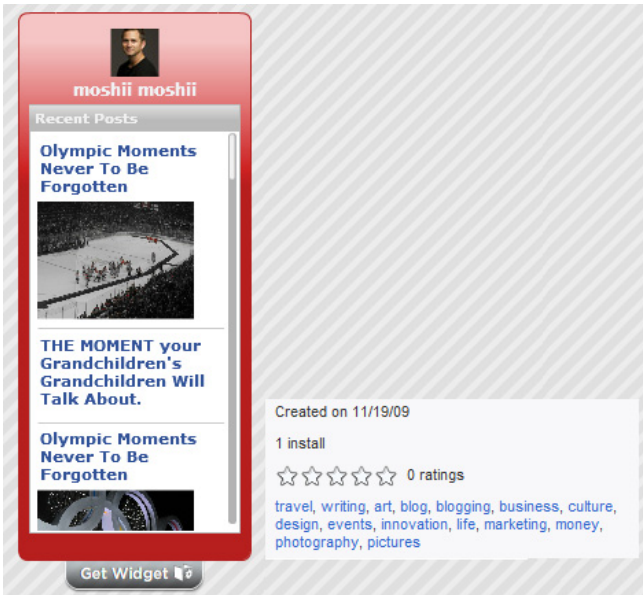 moshii moshii
Recent Posts
Olympic Moments
Never To Be
Forgotten
THE MOMENT your
Grandchildren's
Grandchildren Will
Talk About.
Olympic Moments
Never To Be
Forgotten
Get Widget
Created on 11/19/09
1 install
0 ratings
travel, writing, art, blog, blogging, business, culture,
design, events, innovation, life, marketing, money,
photography, pictures